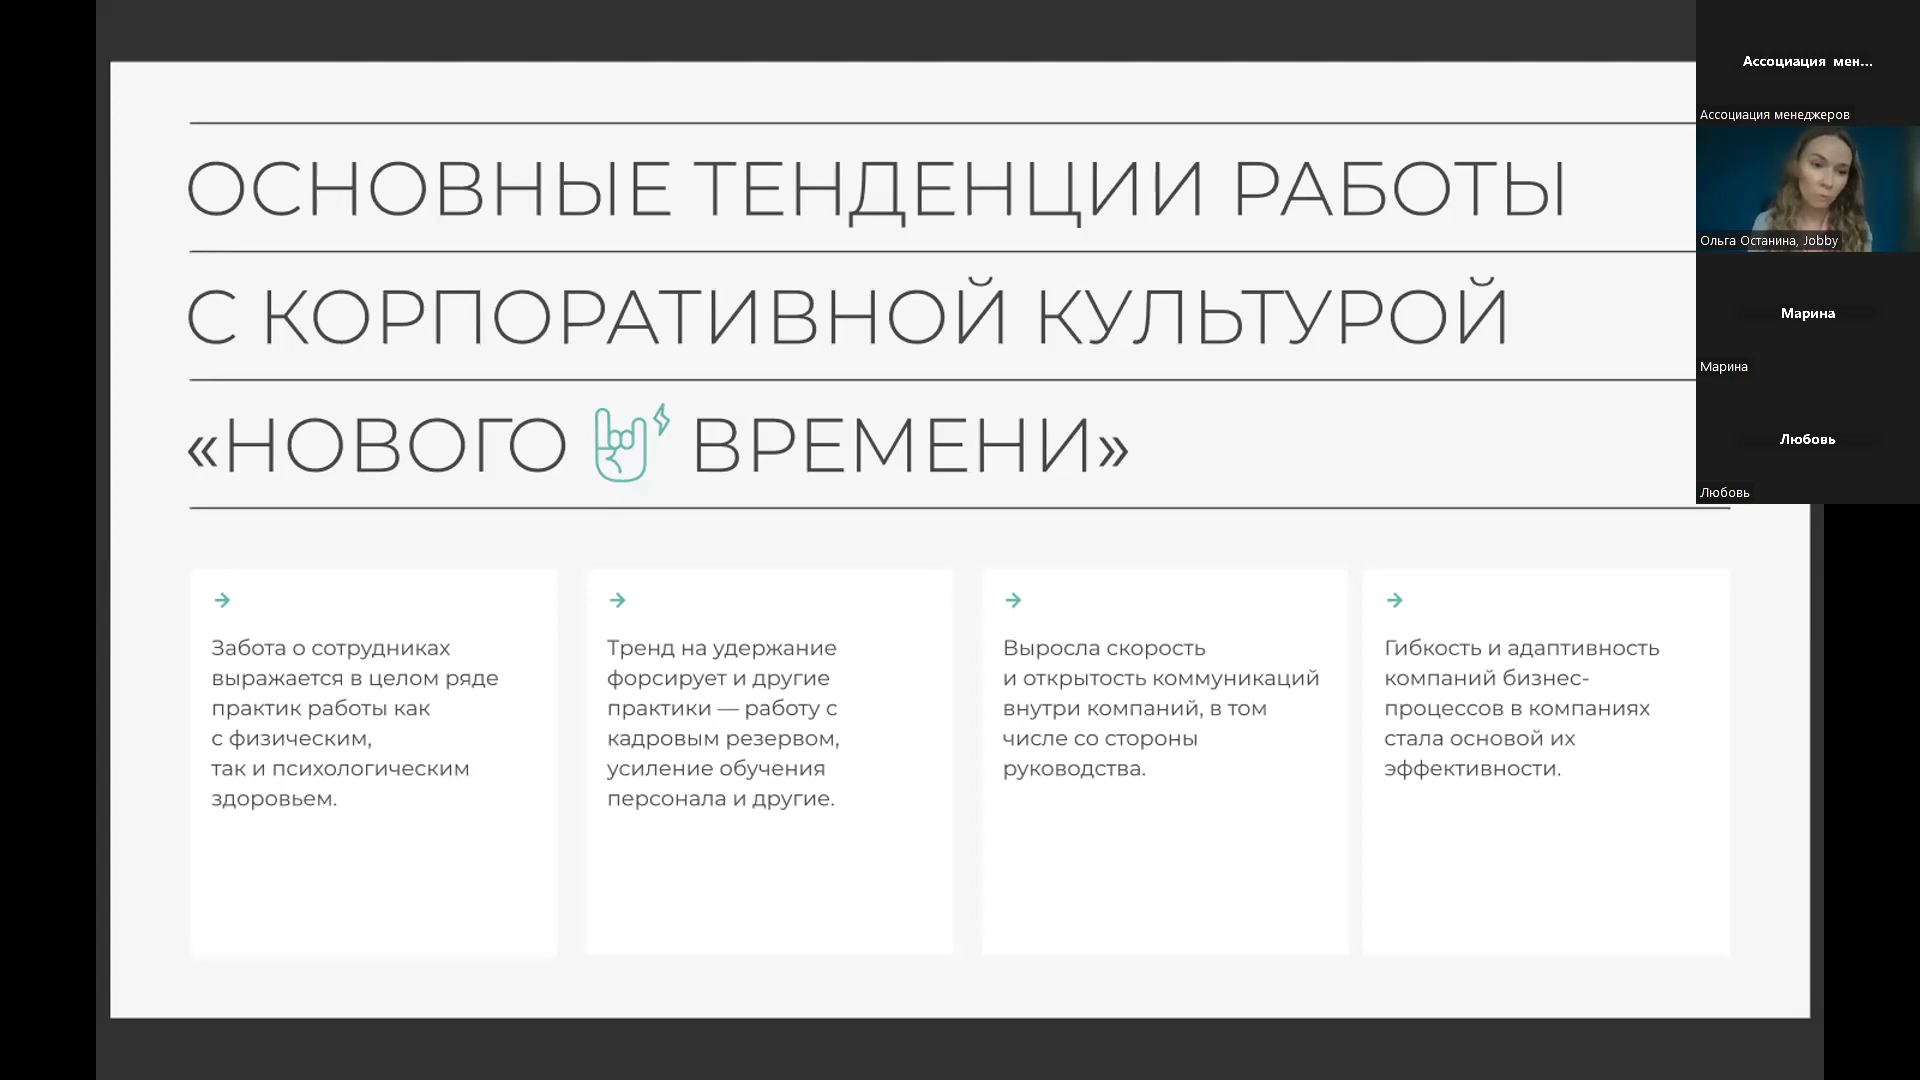 ОСНОВНЫЕ ТЕНДЕНЦИИ РАБОТЫ
С КОРПОРАТИВНОЙ КУЛЬТУРОЙ
«НОВОГО ВРЕМЕНИ»
Забота о сотрудниках
выражается в целом ряде
практик работы как
с физическим,
так и психологическим
здоровьем.
Тренд на удержание
форсирует и другие
практики — работу с
кадровым резервом,
усиление обучения
персонала и другие.
Выросла скорость
и открытость коммуникаций
внутри компаний, в том
числе со стороны
руководства.
Гибкость и адаптивность
компаний бизнес-
процессов в компаниях
стала основой их
эффективности.
Ассоциация мен...
Ассоциация менеджеров
Ольга Останина, Jobby
Марина
Марина
Любовь
Любовь